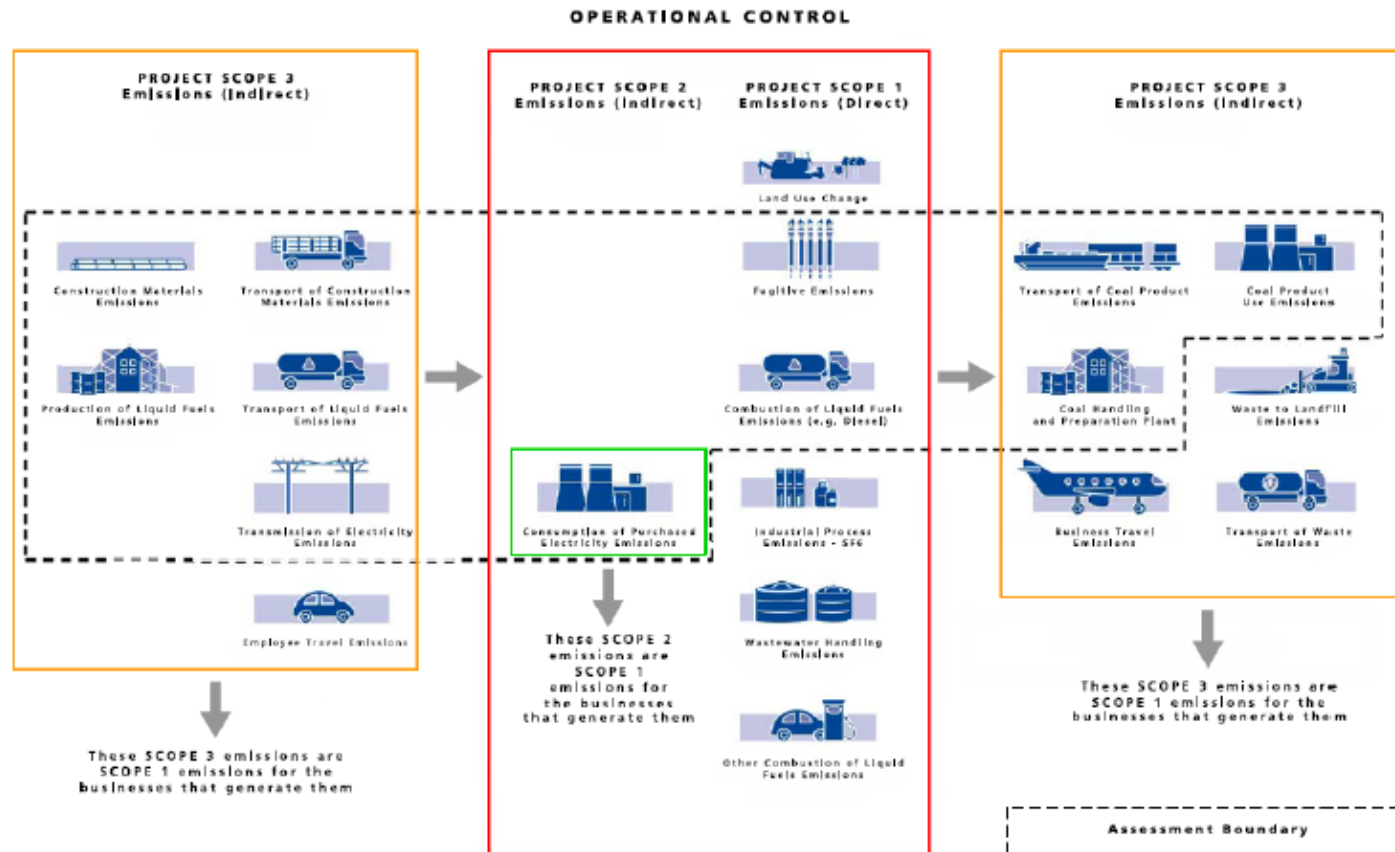 OPERATIONAL CONTROL
PROJECT SCOPE 3
Emissions (Indirect)
Construction Materials
Emissions
Transport of Construction
Materials Emissions
Production of Liquid Fuels
Emissions
Transport of Liquid Fuels
Emissions
Transmission of Electricity
Emissions
Employee Travel Emissions
These SCOPE 3 emissions are
SCOPE 1 emissions for the
businesses that generate them
PROJECT SCOPE 2
Emissions (Indirect)
Consumption of Purchased
Electricity Emissions
These SCOPE 2
emissions are
SCOPE 1
emissions for
the businesses
that generate them
PROJECT SCOPE 1
Emissions (Direct)
Land Use Change
Fugitive Emissions
Combustion of Liquid Fuels
Emissions (e.g. Diesel)
Industrial Process
Emissions - SF6
Wastewater Handling
Emissions
Other Combustion of Liquid
Fuels Emissions
PROJECT SCOPE 3
Emissions (Indirect)
Transport of Coal Product
Emissions
Coal Product
Use Emissions
Coal Handling
and Preparation Plant
Waste to Landfill
Emissions
Business Travel
Emissions
Transport of Waste
Emissions
These SCOPE 3 emissions are
SCOPE 1 emissions for the
businesses that generate them
Assessment Boundary